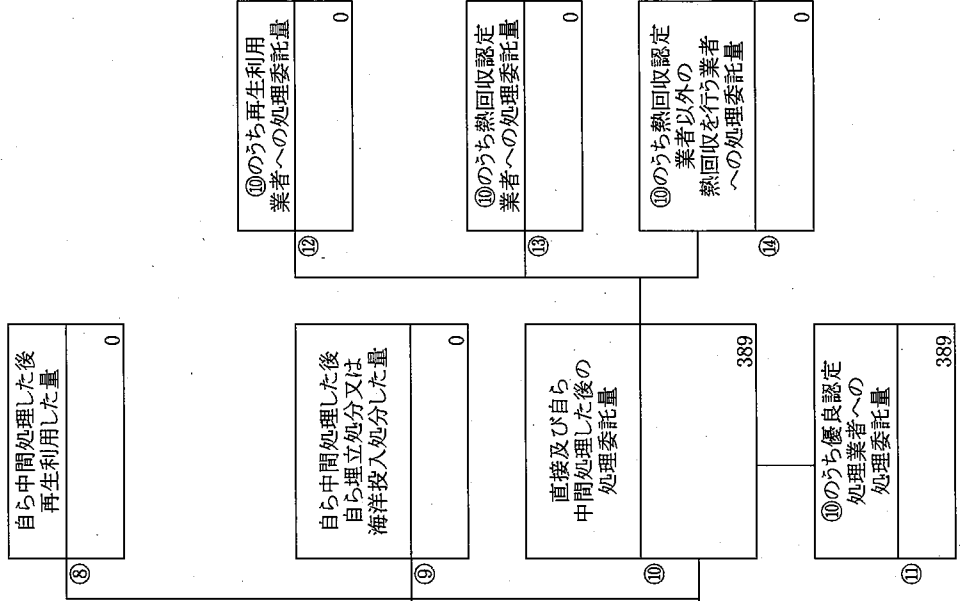 ⑧
自ら中間処理した後
再生利用した量
0
⑨
自ら中間処理した後
自ら埋立処分又は
海洋投入処分した量
0
⑩
直接及び自ら
中間処理した後の
処理委託量
389
⑪
⑩のうち優良認定
処理業者への
処理委託量
389
⑫
⑩のうち再生利用
業者への処理委託量
0
⑬
⑩のうち熱回収認定
業者への処理委託量
0
⑭
⑩のうち熱回収認定
業者以外の
熱回収を行う業者
への処理委託量
0